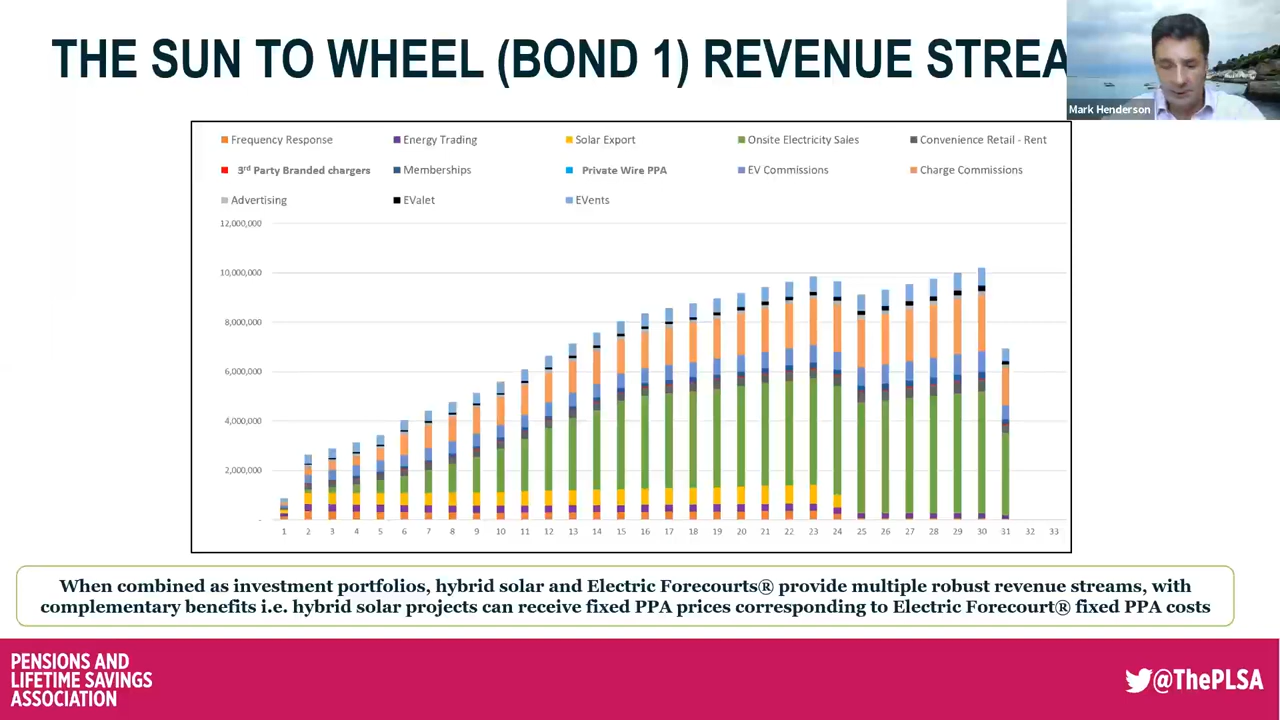 THE SUN TO WHEEL (BOND 1) REVENUE STREA
Mark Henderson
Frequency Response
Energy Trading
Solar Export
Onsite Electricity Sales
Convenience Retail - Rent
3rd Party Branded chargers
Memberships
Private Wire PPA
EV Commissions
Charge Commissions
Advertising
EValet
EVents
12,000,000
10,000,000
8,000,000
6,000,000
4,000,000
2,000,000
-
1 2 3 4 5 6 7 8 9 10 11 12 13 14 15 16 17 18 19 20 21 22 23 24 25 26 27 28 29 30 31 32 33
When combined as investment portfolios, hybrid solar and Electric Forecourts® provide multiple robust revenue streams, with
complementary benefits i.e. hybrid solar projects can receive fixed PPA prices corresponding to Electric Forecourt® fixed PPA costs
PENSIONS AND
LIFETIME SAVINGS
ASSOCIATION
@ThePLSA